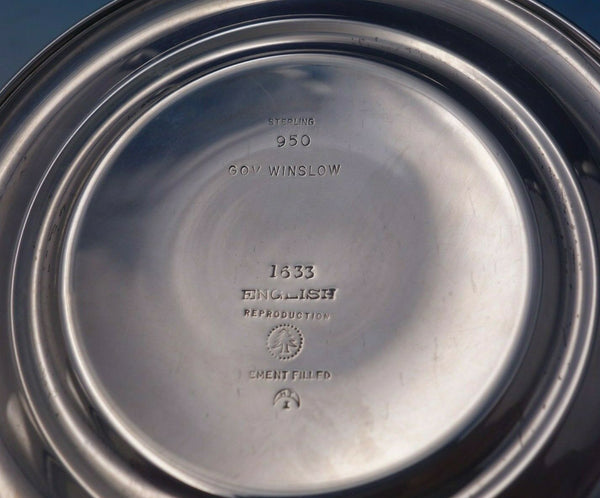 STERLING
950
GOV WINSLOW
1633
ENGLISH
REPRODUCTION
EMENT FILLED